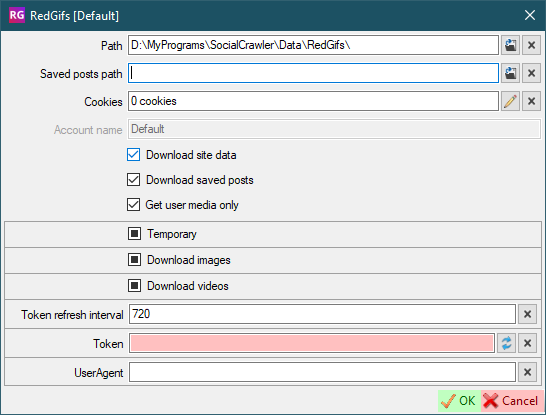 RG RedGifs [Default]
Path D:\MyPrograms\SocialCrawler\Data\RedGifs\
Saved posts path
Cookies 0 cookies
Account name Default
Download site data
Download saved posts
Get user media only
Temporary
Download images
Download videos
Token refresh interval 720
Token
UserAgent
OK Cancel